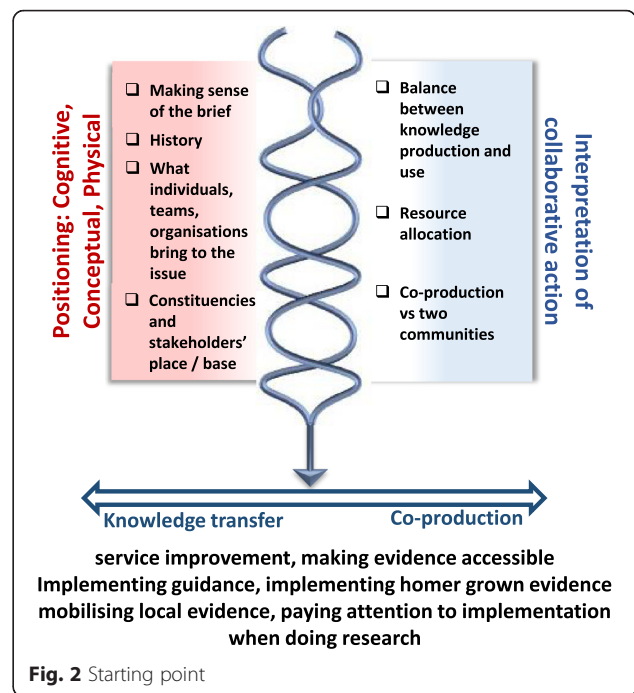 Positioning: Cognitive,
Conceptual, Physical
❑ Making sense
of the brief
❑ History
❑ What
individuals,
teams,
organisations
bring to the
issue
❑ Constituencies
and
stakeholders’
place / base
❑ Balance
between
knowledge
production and
use
❑ Resource
allocation
❑ Co-production
vs two
communities
Interpretation of
collaborative action
Knowledge transfer
Co-production
service improvement, making evidence accessible
Implementing guidance, implementing homer grown evidence
mobilising local evidence, paying attention to implementation
when doing research
Fig. 2 Starting point